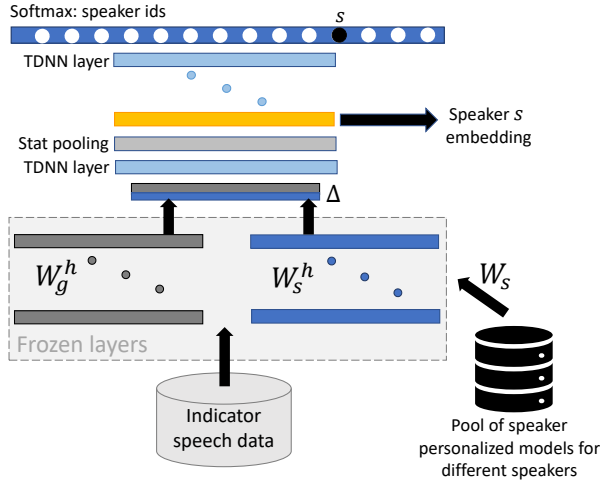 Softmax: speaker ids
s
TDNN layer
Speaker s
embedding
Stat pooling
TDNN layer
Δ
W_g^h
W_s^h
W_s
Frozen layers
Indicator
speech data
Pool of speaker
personalized models for
different speakers